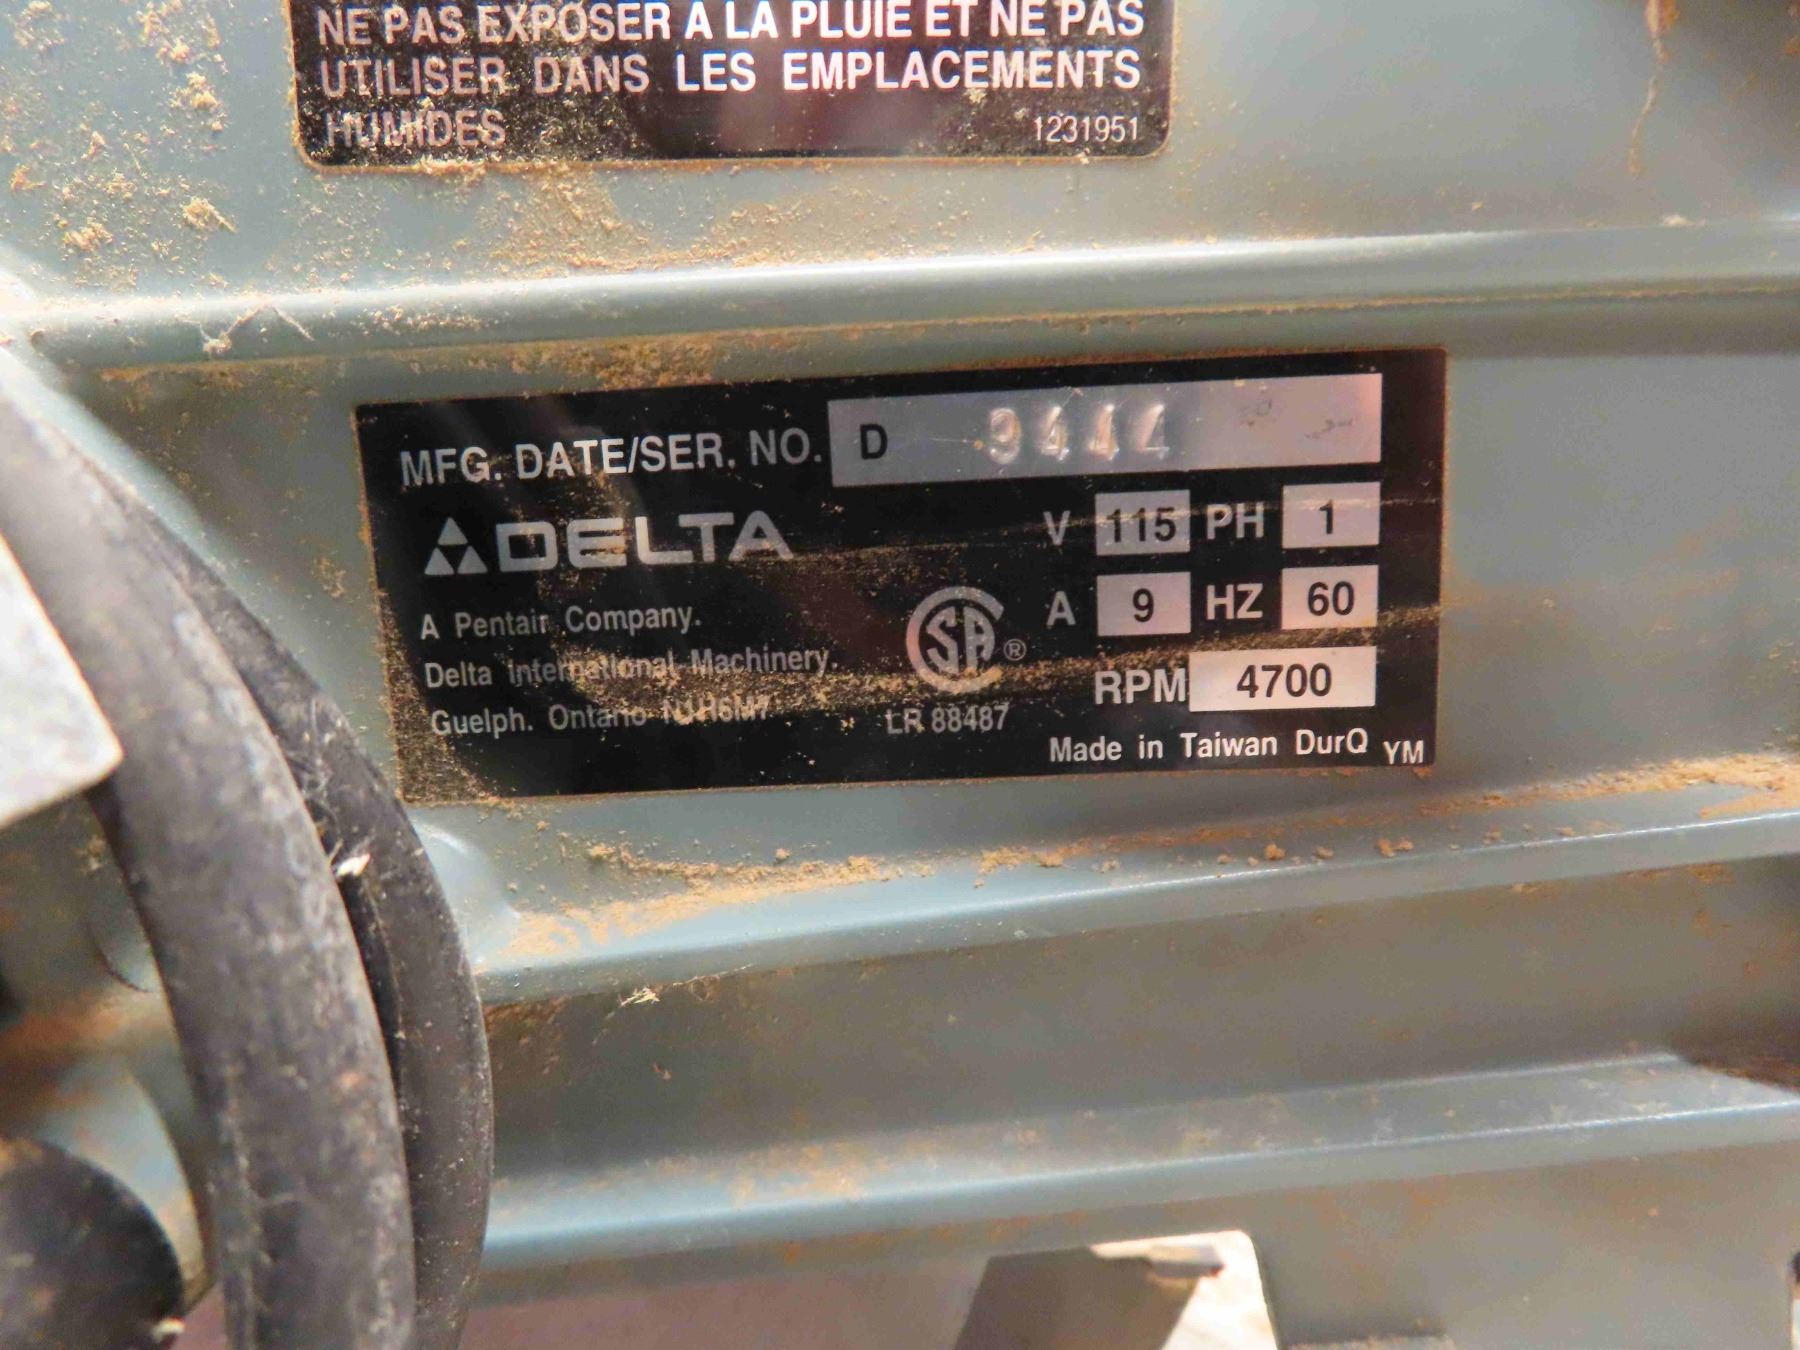 NE PAS EXPOSER A LA PLUIE ET NE PAS
UTILISER DANS LES EMPLACEMENTS
HUMIDES 1231951
MFG. DATE/SER. NO. D 9444
DELTA V 115 PH 1
A Pentair Company. A 9 HZ 60
Delta International Machinery. SA ® RPM 4700
Guelph. Ontario N1H6M7 LR 88487
Made in Taiwan DurQ YM